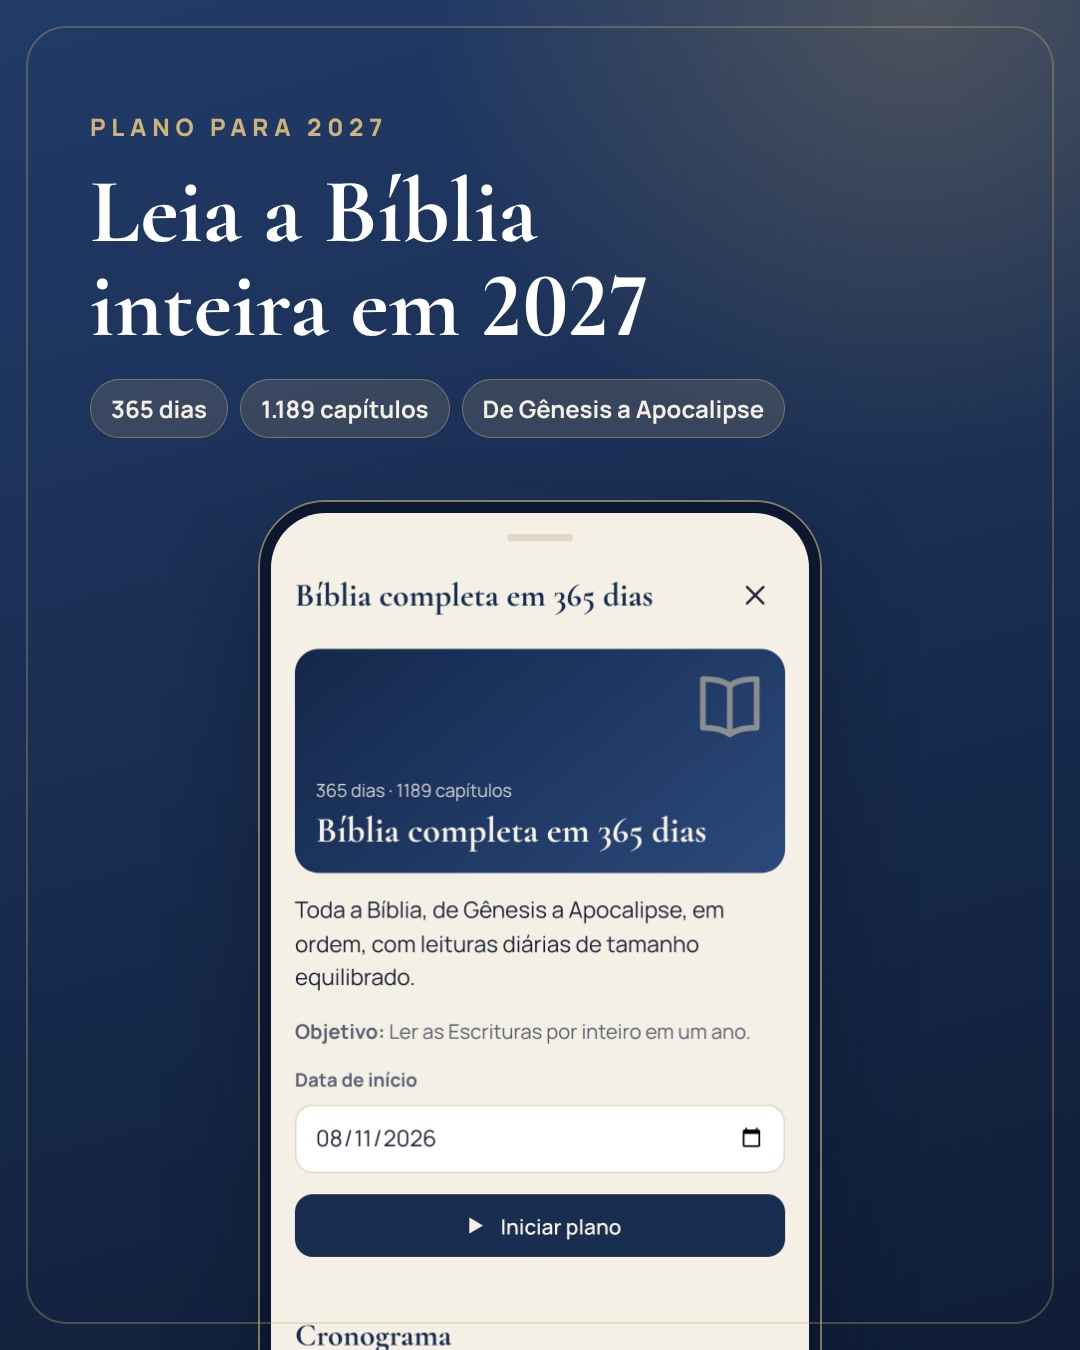 PLANO PARA 2027
Leia a Bíblia
inteira em 2027
365 dias
1.189 capítulos
De Gênesis a Apocalipse
Bíblia completa em 365 dias
365 dias · 1189 capítulos
Bíblia completa em 365 dias
Toda a Bíblia, de Gênesis a Apocalipse, em
ordem, com leituras diárias de tamanho
equilibrado.
Objetivo: Ler as Escrituras por inteiro em um ano.
Data de início
08/11/2026
Iniciar plano
Cronograma